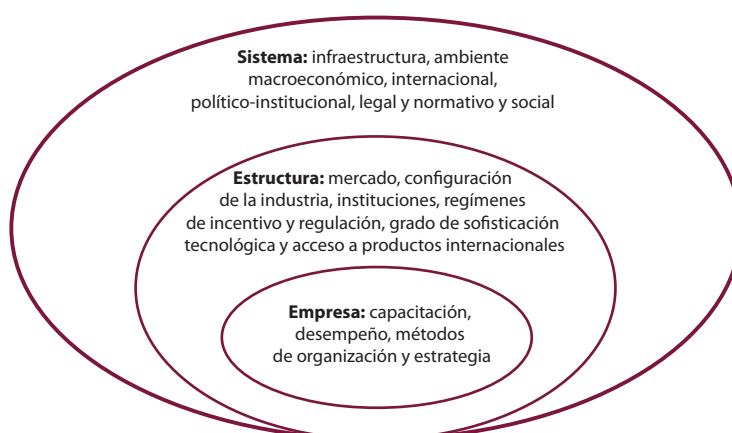 Sistema: infraestructura, ambiente
macroeconómico, internacional,
político-institucional, legal y normativo y social
Estructura: mercado, configuración
de la industria, instituciones, regímenes
de incentivo y regulación, grado de sofisticación
tecnológica y acceso a productos internacionales
Empresa: capacitación,
desempeño, métodos
de organización y estrategia